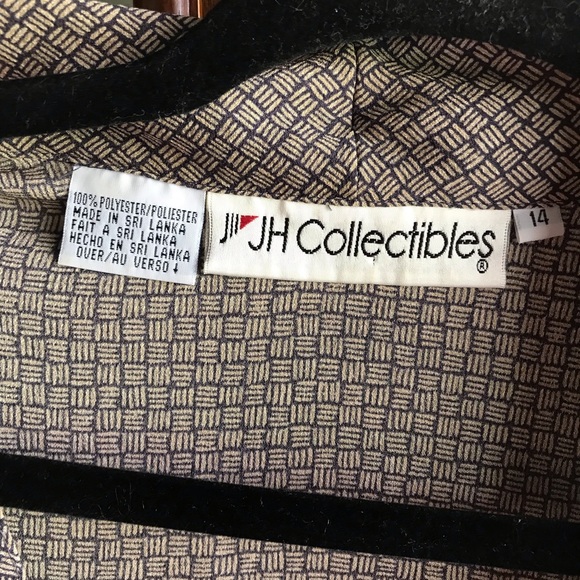 100% POLYESTER/POLIESTER
MADE IN SRI LANKA
FAIT A SRI LANKA
HECHO EN SRI LANKA
OVER/AU VERSO ↓
JH Collectibles ®
14